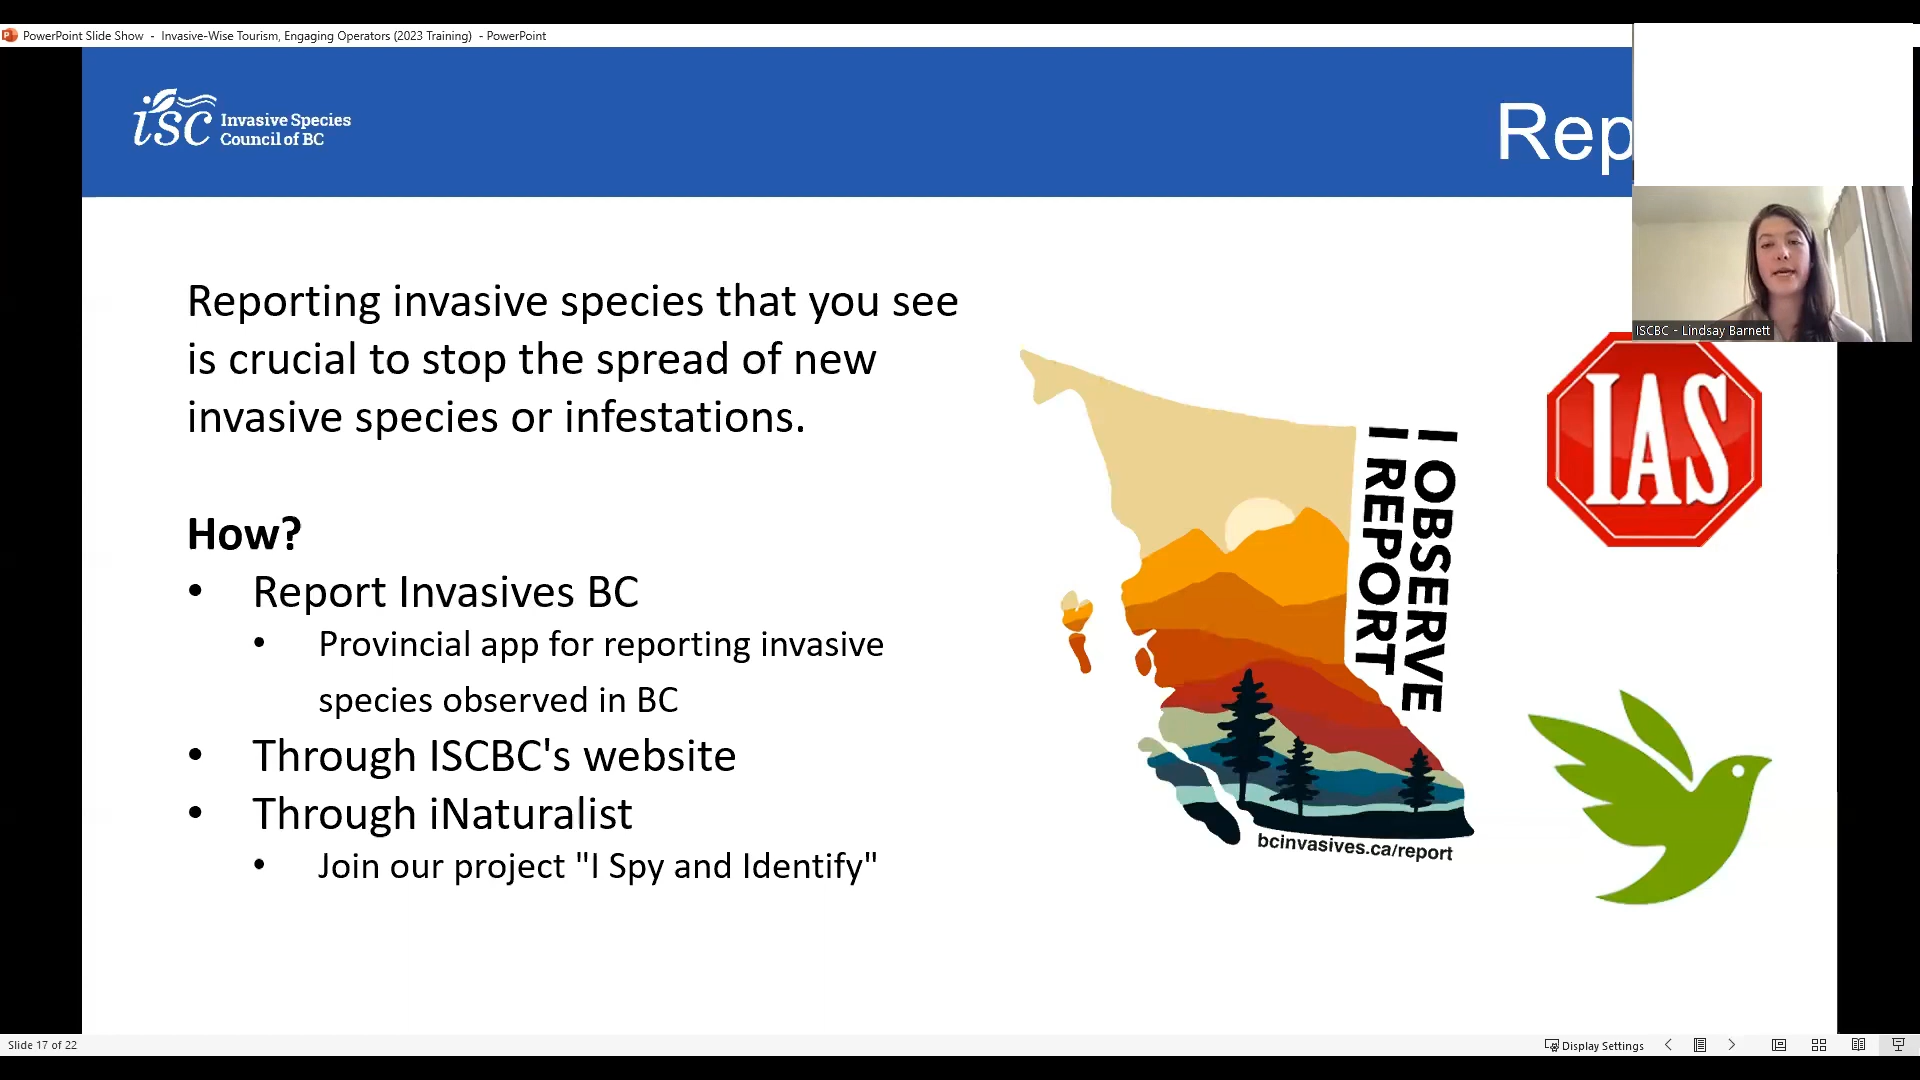 PowerPoint Slide Show - Invasive-Wise Tourism, Engaging Operators (2023 Training) - PowerPoint
isc Invasive Species
Council of BC
Rep
ISCBC - Lindsay Barnett
Reporting invasive species that you see
is crucial to stop the spread of new
invasive species or infestations.
How?
• Report Invasives BC
• Provincial app for reporting invasive
species observed in BC
• Through ISCBC's website
• Through iNaturalist
• Join our project "I Spy and Identify"
I OBSERVE
I REPORT
bcinvasives.ca/report
IAS
Slide 17 of 22
Display Settings